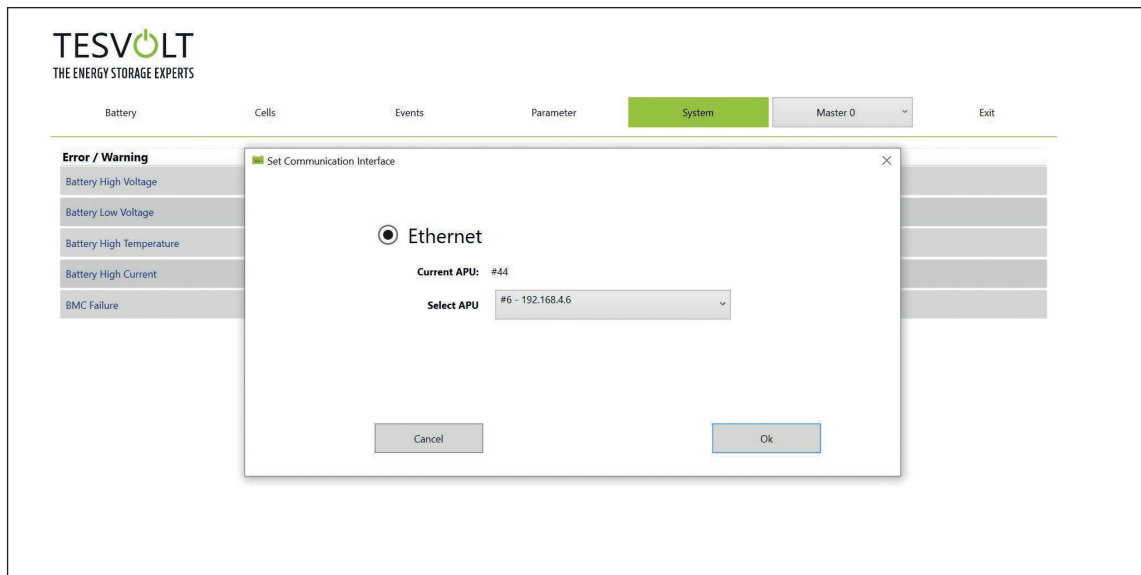 TESVOLT
THE ENERGY STORAGE EXPERTS
Battery Cells Events Parameter System Master 0 Exit
Error / Warning
Set Communication Interface
Battery High Voltage
Battery Low Voltage
Battery High Temperature
Battery High Current
BMC Failure
Ethernet
Current APU: #44
Select APU #6 - 192.168.4.6
Cancel Ok